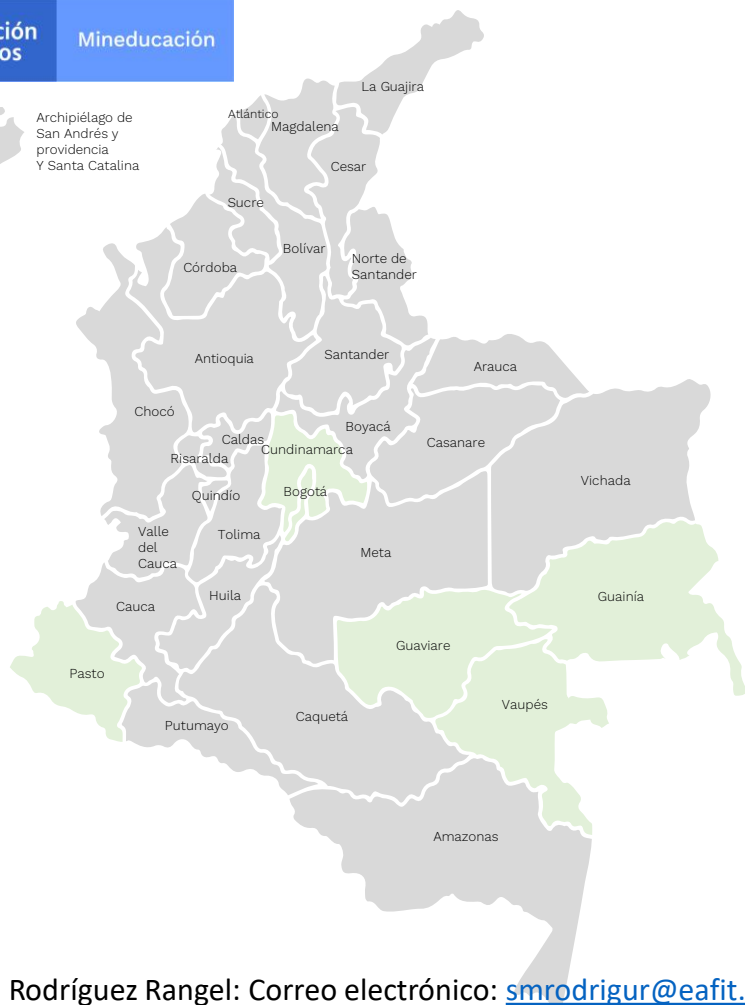 ción
os
Mineducación
La Guajira
Archipiélago de
San Andrés y
providencia
Y Santa Catalina
Atlántico
Magdalena
Cesar
Sucre
Bolívar
Córdoba
Norte de
Santander
Antioquia
Santander
Arauca
Chocó
Boyacá
Caldas
Cundinamarca
Casanare
Risaralda
Vichada
Quindío
Bogotá
Valle
del
Cauca
Tolima
Meta
Huila
Cauca
Guainía
Guaviare
Pasto
Vaupés
Putumayo
Caquetá
Amazonas
Rodríguez Rangel: Correo electrónico: smrodrigur@eafit.